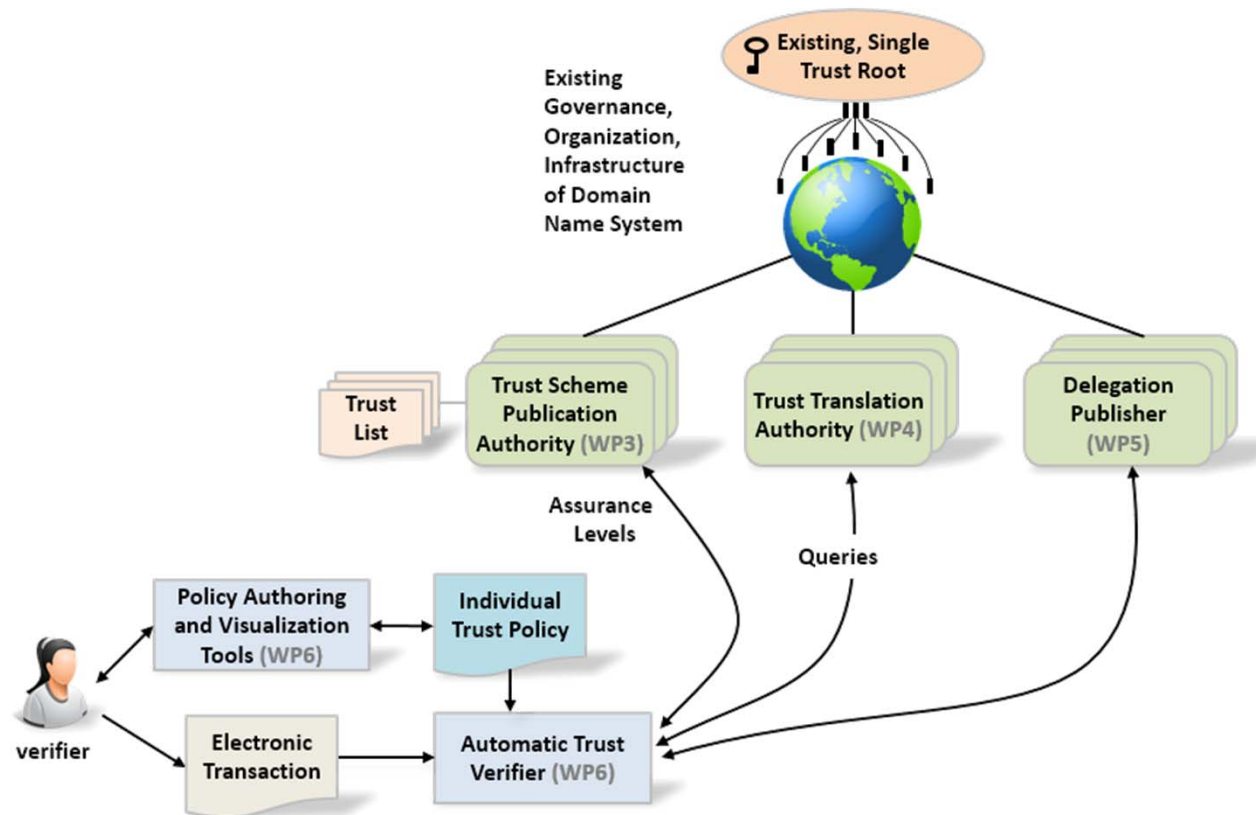 Existing, Single
Trust Root
Existing
Governance,
Organization,
Infrastructure
of Domain
Name System
Trust
List
Trust Scheme
Publication
Authority (WP3)
Trust Translation
Authority (WP4)
Delegation
Publisher
(WP5)
Assurance
Levels
Queries
Policy Authoring
and Visualization
Tools (WP6)
Individual
Trust Policy
verifier
Electronic
Transaction
Automatic Trust
Verifier (WP6)